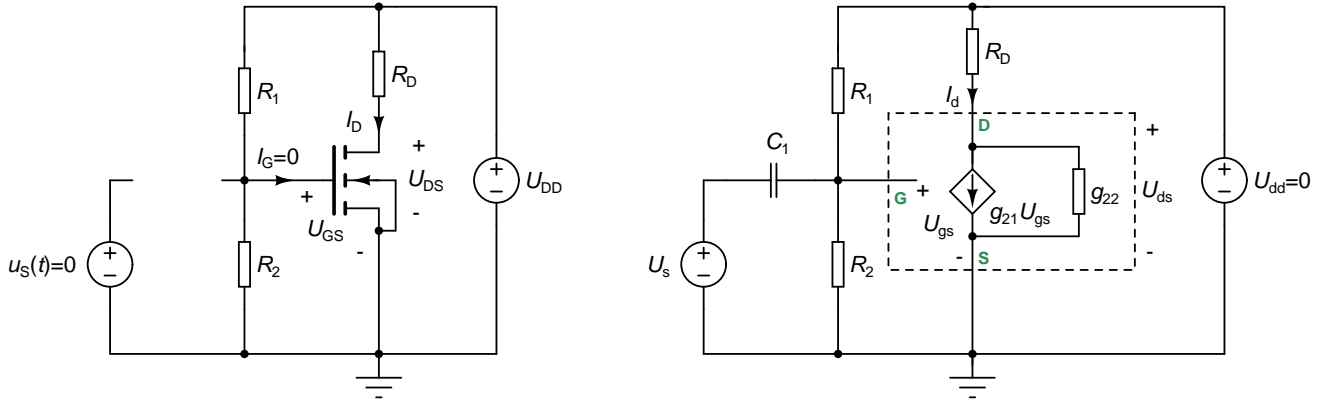 R1
RD
ID
IG=0
+
UDS
-
+
UGS
-
R2
uS(t)=0
+
−
+
−
UDD
R1
RD
Id
D
+
C1
G
+
Ugs
-
g21Ugs
g22
Uds
-
S
R2
Us
+
−
+
−
Udd=0